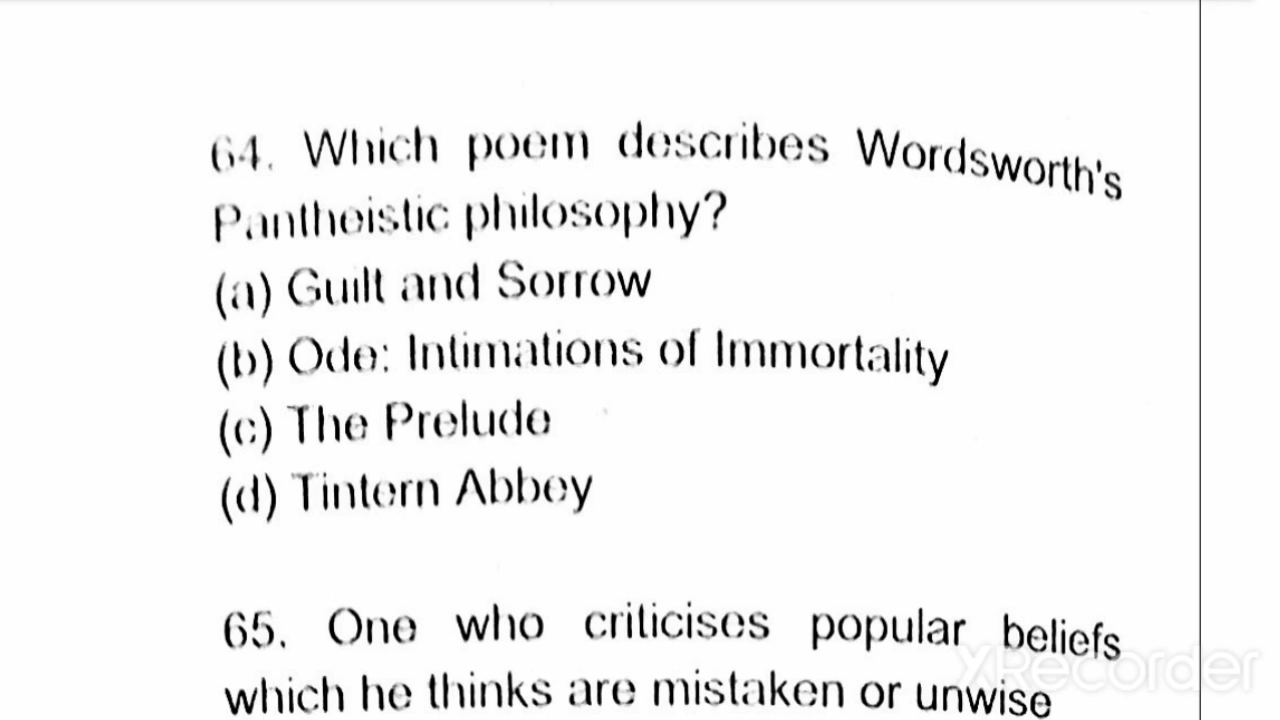 64. Which poem describes Wordsworth's
Pantheistic philosophy?
(a) Guilt and Sorrow
(b) Ode: Intimations of Immortality
(c) The Prelude
(d) Tintern Abbey
65. One who criticises popular beliefs
which he thinks are mistaken or unwise
XRecorder